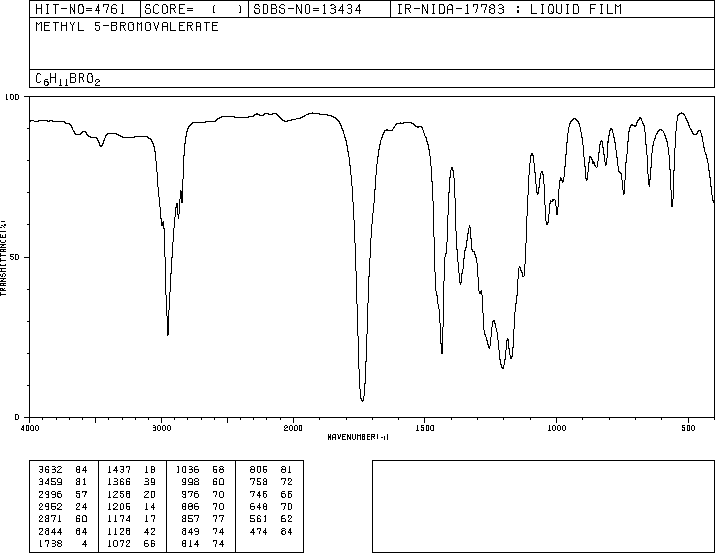 HIT-NO=4761 SCORE= ( ) SDBS-NO=13434 IR-NIDA-17783 : LIQUID FILM
METHYL 5-BROMOVALERATE
C6H11BRO2
100
TRANSMITTANCE(%)
50
0
4000 3000 2000 1500 1000 500
WAVENUMBER(-1)
3632 84 1437 18 1036 58 806 81
3459 81 1366 39 998 60 758 72
2996 57 1258 20 976 70 746 66
2952 24 1205 14 886 70 648 70
2871 60 1174 17 857 77 561 62
2844 64 1128 42 849 74 474 84
1738 4 1072 66 814 74